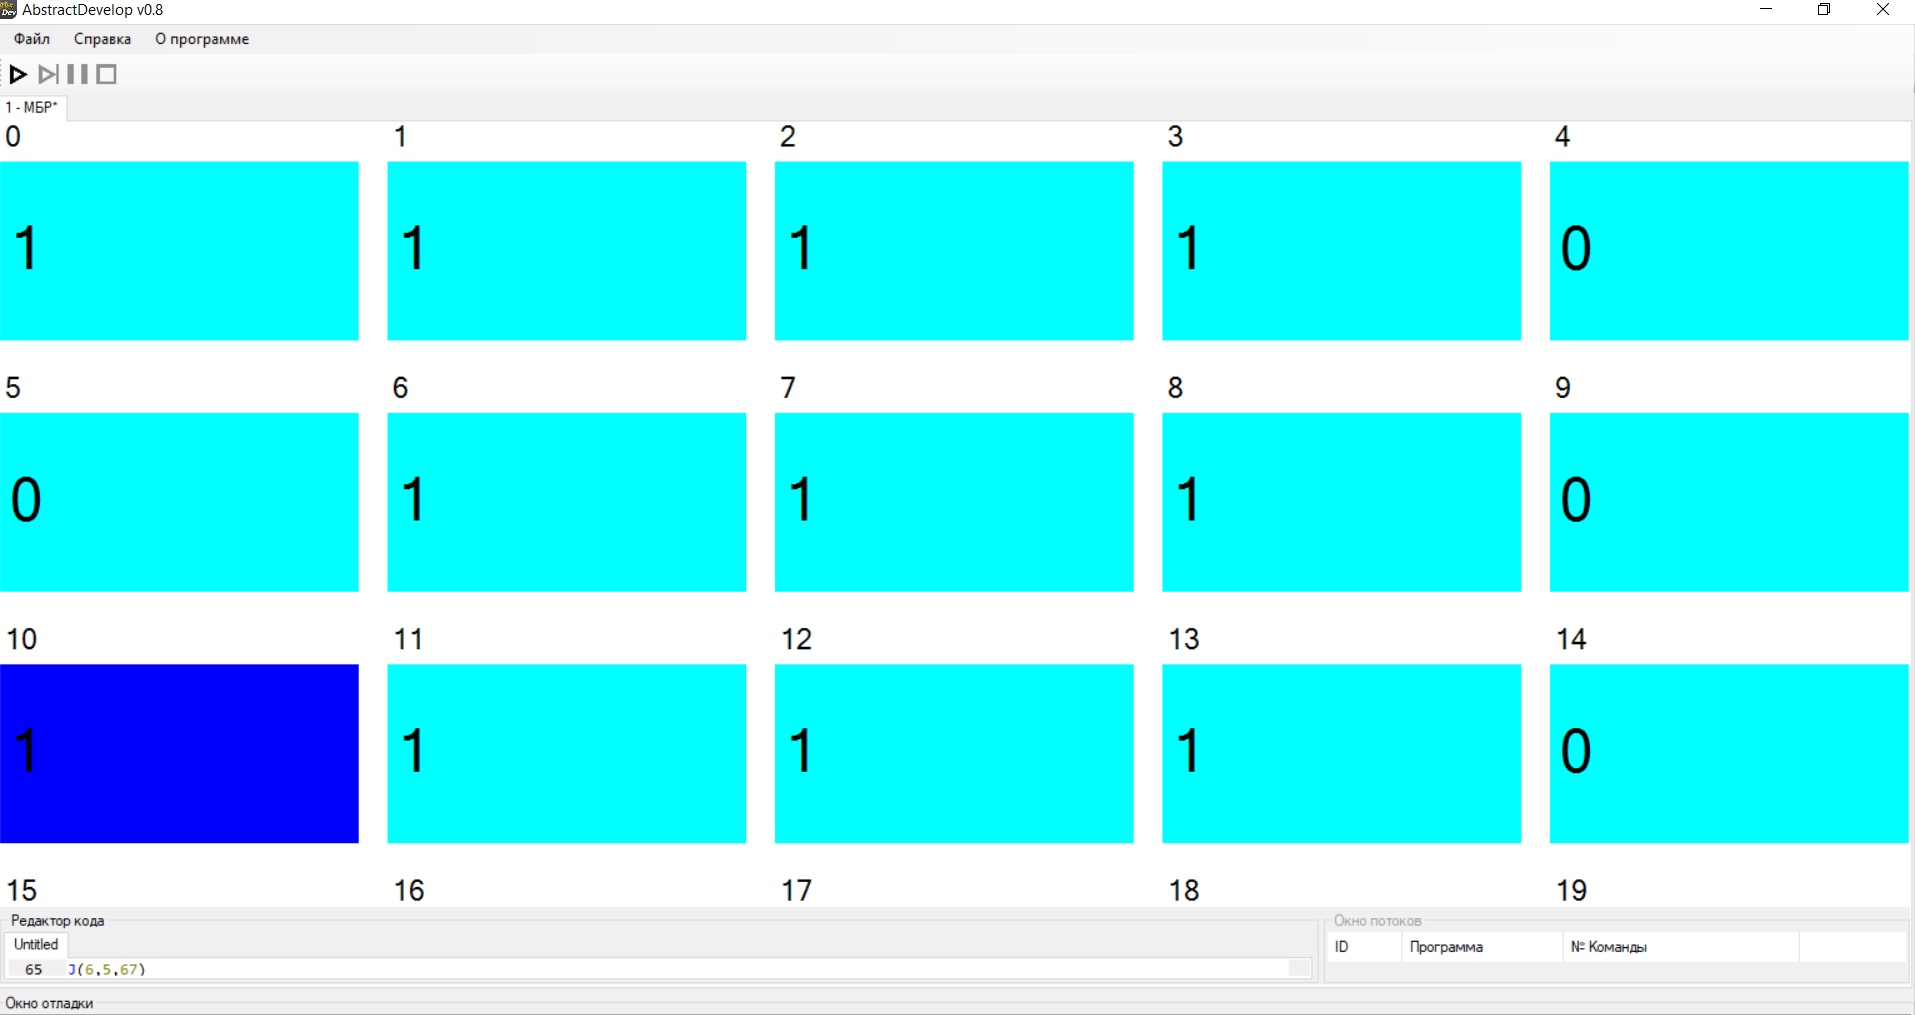 AbstractDevelop v0.8
Файл Справка О программе
1 - МБР*
0 1 2 3 4
1 1 1 1 0
5 6 7 8 9
0 1 1 1 0
10 11 12 13 14
1 1 1 1 0
15 16 17 18 19
Редактор кода
Untitled
65 J(6,5,67)
Окно потоков
ID Программа № Команды
Окно отладки